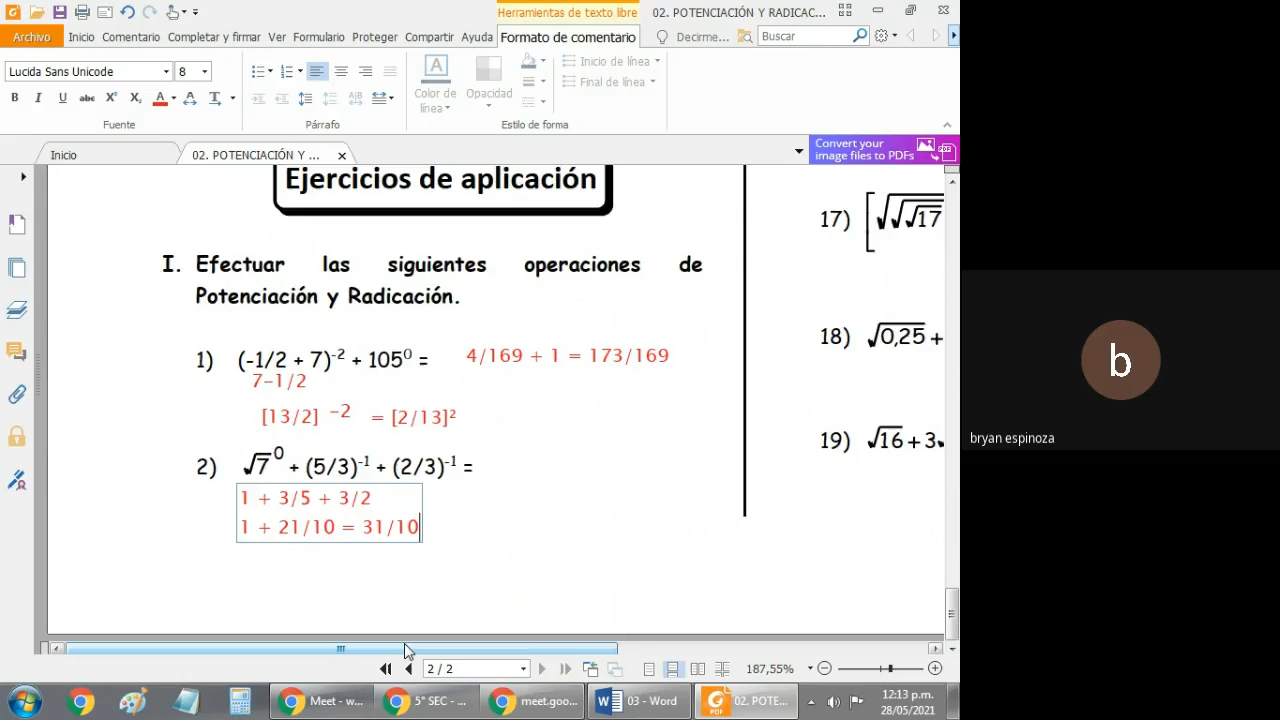 Herramientas de texto libre
02. POTENCIACIÓN Y RADICAC...
Archivo Inicio Comentario Completar y firmar Ver Formulario Proteger Compartir Ayuda Formato de comentario Decirme... Buscar
Lucida Sans Unicode 8
Inicio de línea
Final de línea
Color de línea
Opacidad
Fuente Párrafo Estilo de forma
Inicio 02. POTENCIACIÓN Y ... Convert your image files to PDFs
Ejercicios de aplicación
I. Efectuar las siguientes operaciones de
Potenciación y Radicación.
1) (-1/2 + 7)⁻² + 105⁰ = 4/169 + 1 = 173/169
7-1/2
[13/2] ⁻² = [2/13]²
2) √7⁰ + (5/3)⁻¹ + (2/3)⁻¹ =
1 + 3/5 + 3/2
1 + 21/10 = 31/10
17) [√√√17
18) √0,25 +
19) √16 + 3
b
bryan espinoza
2 / 2 187,55%
Meet - w... 5° SEC - ... meet.goo... 03 - Word 02. POTE...
12:13 p.m.
28/05/2021